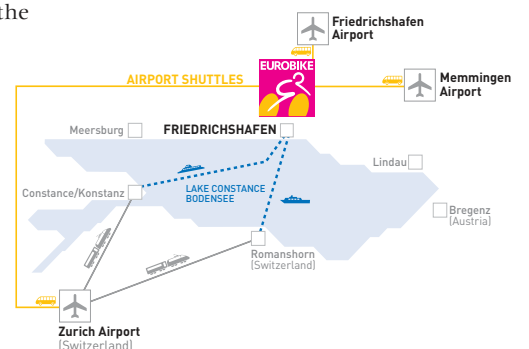 the
Friedrichshafen
Airport
EUROBIKE
AIRPORT SHUTTLES
Memmingen
Airport
Meersburg
FRIEDRICHSHAFEN
Lindau
Constance/Konstanz
LAKE CONSTANCE
BODENSEE
Bregenz
(Austria)
Romanshorn
(Switzerland)
Zurich Airport
(Switzerland)